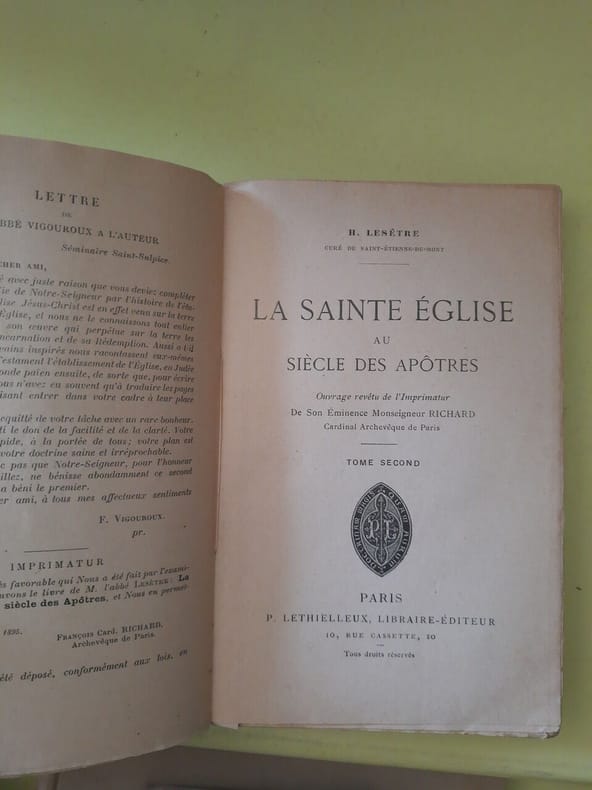 LETTRE
DE
ABBÉ VIGOUROUX A L'AUTEUR
Séminaire Saint-Sulpice.
CHER AMI,
é avec juste raison que vous deviez compléter
Vie de Notre-Seigneur par l'histoire de l'éta-
lise Jésus-Christ est en effet venu sur la terre
Église, et nous ne le connaissons tout entier
son œuvre qui perpétue sur la terre les
ncarnation et de sa Rédemption. Aussi a-t-il
vains inspirés nous racontassent eux-mêmes
Testament l'établissement de l'Église, en Judée
onde païen ensuite, de sorte que, pour écrire
ous n'avez eu souvent qu'à traduire les pages
isant entrer dans votre cadre à leur place
cquitté de votre tâche avec un rare bonheur.
ti le don de la facilité et de la clarté. Votre
pide, à la portée de tous; votre plan est
votre doctrine saine et irréprochable.
c pas que Notre-Seigneur, pour l'honneur
illez, ne bénisse abondamment ce second
a béni le premier.
er ami, à tous mes affectueux sentiments
F. VIGOUROUX.
pr.
IMPRIMATUR
ès favorable qui Nous a été fait par l'exami-
uvons le livre de M. l'abbé LESÊTRE: La
siècle des Apôtres, et Nous en permet-
1895.
FRANÇOIS Card. RICHARD,
Archevêque de Paris.
été déposé, conformément aux lois, en
H. LESÊTRE
CURÉ DE SAINT-ÉTIENNE-DU-MONT
LA SAINTE ÉGLISE
AU
SIÈCLE DES APÔTRES
Ouvrage revêtu de l'Imprimatur
De Son Éminence Monseigneur RICHARD
Cardinal Archevêque de Paris
TOME SECOND
P.L
PARIS
P. LETHIELLEUX, LIBRAIRE-ÉDITEUR
10, RUE CASSETTE, 10
Tous droits réservés